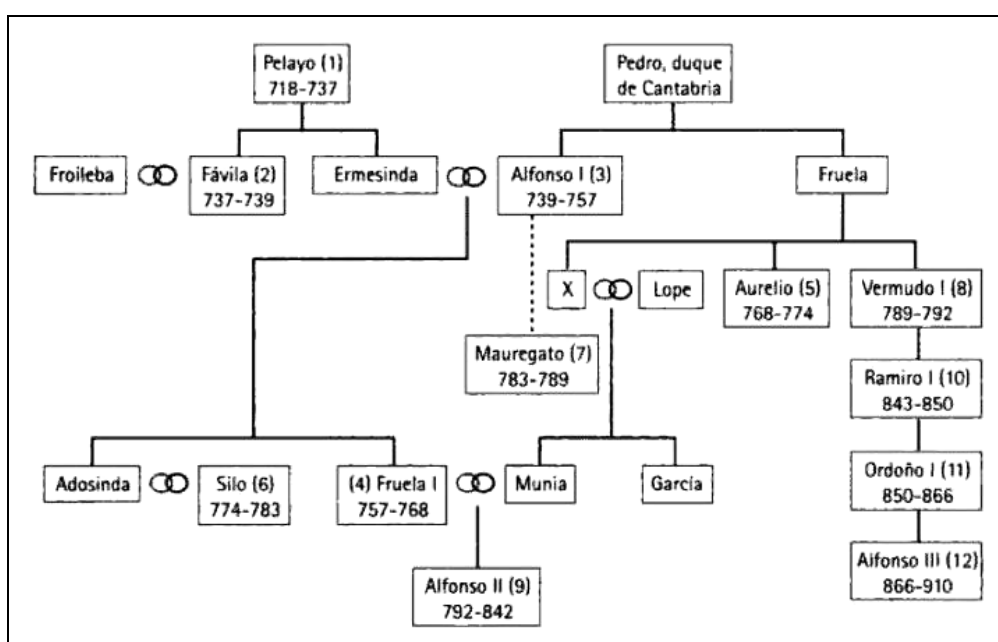 Pelayo (1)
718-737
Pedro, duque
de Cantabria
Froileba
Fávila (2)
737-739
Ermesinda
Alfonso I (3)
739-757
Fruela
X
Lope
Aurelio (5)
768-774
Vermudo I (8)
789-792
Mauregato (7)
783-789
Ramiro I (10)
843-850
Adosinda
Silo (6)
774-783
(4) Fruela I
757-768
Munia
García
Ordoño I (11)
850-866
Alfonso II (9)
792-842
Alfonso III (12)
866-910